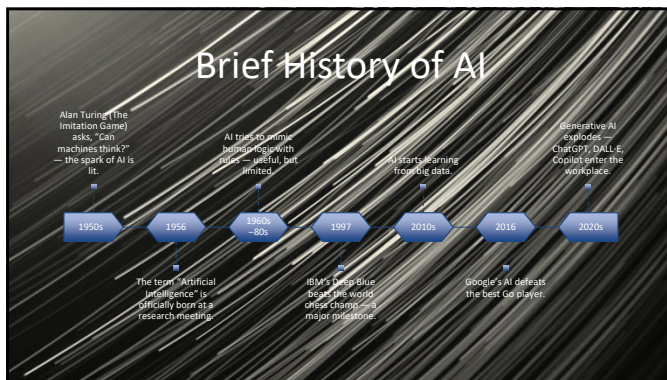 Brief History of AI
Alan Turing (The
Imitation Game)
asks, "Can
machines think?"
— the spark of AI is
lit.
AI tries to mimic
human logic with
rules — useful, but
limited.
AI starts learning
from big data.
Generative AI
explodes —
ChatGPT, DALL-E,
Copilot enter the
workplace.
1950s
1956
1960s
–80s
1997
2010s
2016
2020s
The term "Artificial
Intelligence" is
officially born at a
research meeting.
IBM's Deep Blue
beats the world
chess champ — a
major milestone.
Google's AI defeats
the best Go player.